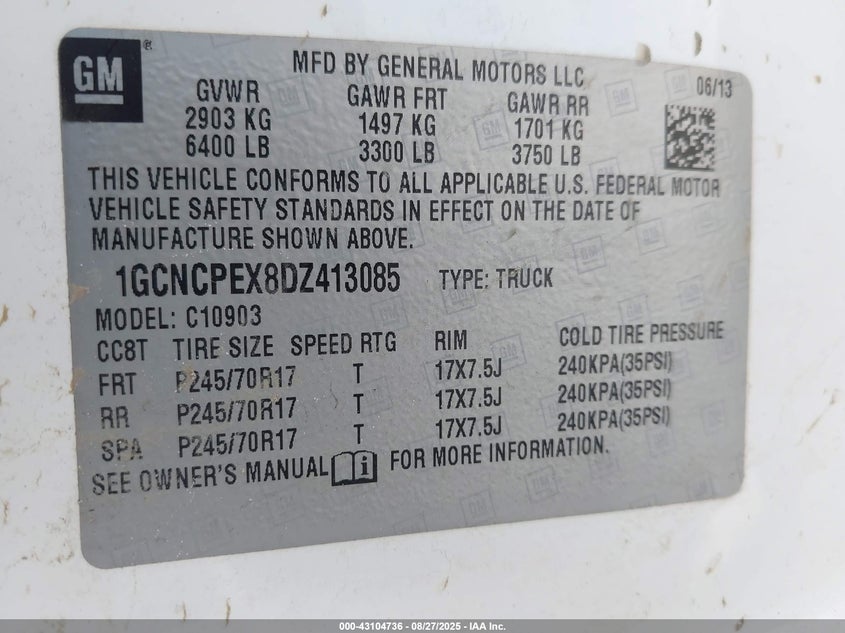 GM
MFD BY GENERAL MOTORS LLC
06/13
GVWR GAWR FRT GAWR RR
2903 KG 1497 KG 1701 KG
6400 LB 3300 LB 3750 LB
THIS VEHICLE CONFORMS TO ALL APPLICABLE U.S. FEDERAL MOTOR
VEHICLE SAFETY STANDARDS IN EFFECT ON THE DATE OF
MANUFACTURE SHOWN ABOVE.
1GCNCPEX8DZ413085 TYPE: TRUCK
MODEL: C10903
CC8T TIRE SIZE SPEED RTG RIM COLD TIRE PRESSURE
FRT P245/70R17 T 17X7.5J 240KPA(35PSI)
RR P245/70R17 T 17X7.5J 240KPA(35PSI)
SPA P245/70R17 T 17X7.5J 240KPA(35PSI)
SEE OWNER'S MANUAL i FOR MORE INFORMATION.
000-43104736 - 08/27/2025 - IAA Inc.